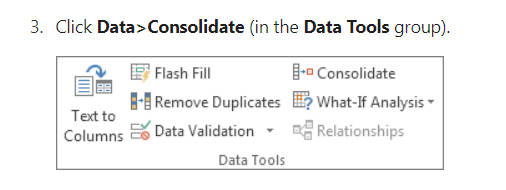 3. Click Data>Consolidate (in the Data Tools group).
Flash Fill
Consolidate
Remove Duplicates
What-If Analysis
Text to
Columns
Data Validation
Relationships
Data Tools